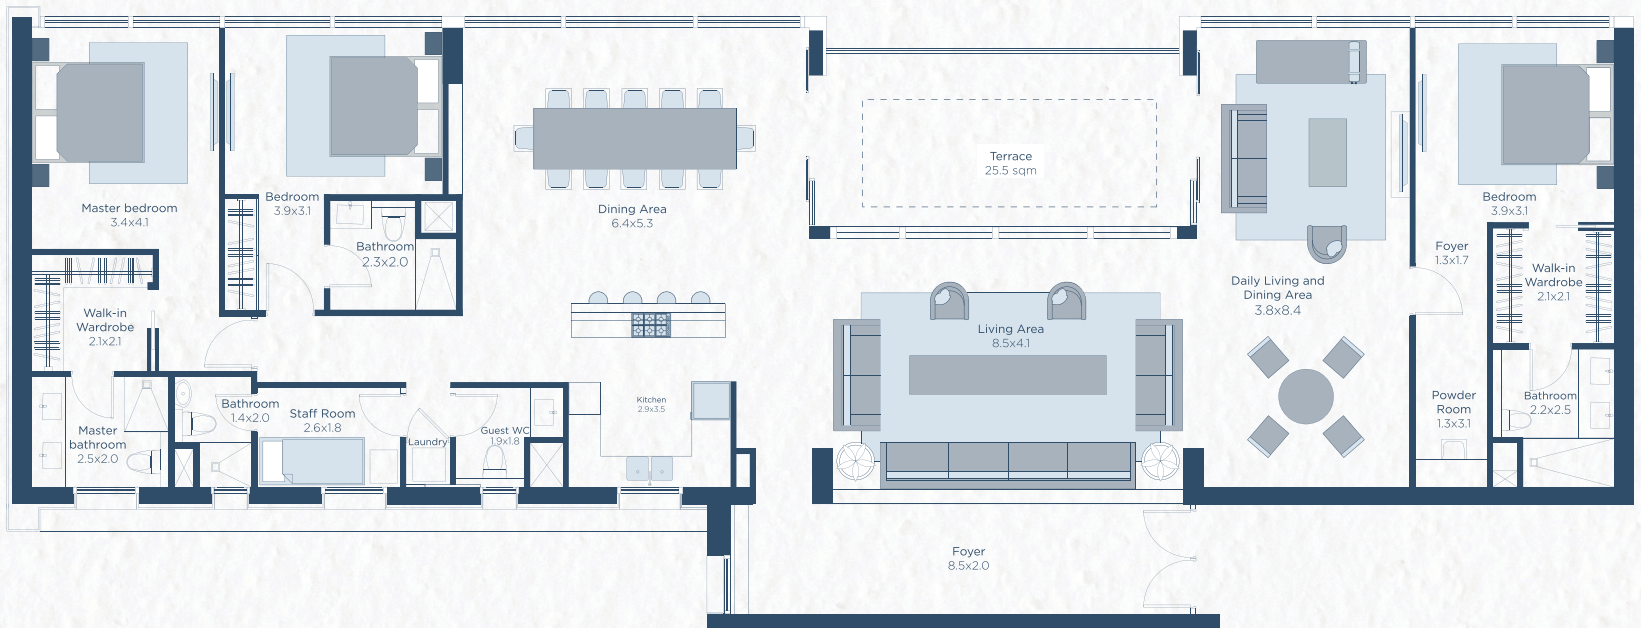 Master bedroom
3.4x4.1
Bedroom
3.9x3.1
Bathroom
2.3x2.0
Dining Area
6.4x5.3
Terrace
25.5 sqm
Bedroom
3.9x3.1
Foyer
1.3x1.7
Walk-in
Wardrobe
2.1x2.1
Daily Living and
Dining Area
3.8x8.4
Walk-in
Wardrobe
2.1x2.1
Living Area
8.5x4.1
Master
bathroom
2.5x2.0
Bathroom
1.4x2.0
Staff Room
2.6x1.8
Laundry
Guest WC
1.9x1.8
Kitchen
2.9x3.5
Powder
Room
1.3x3.1
Bathroom
2.2x2.5
Foyer
8.5x2.0